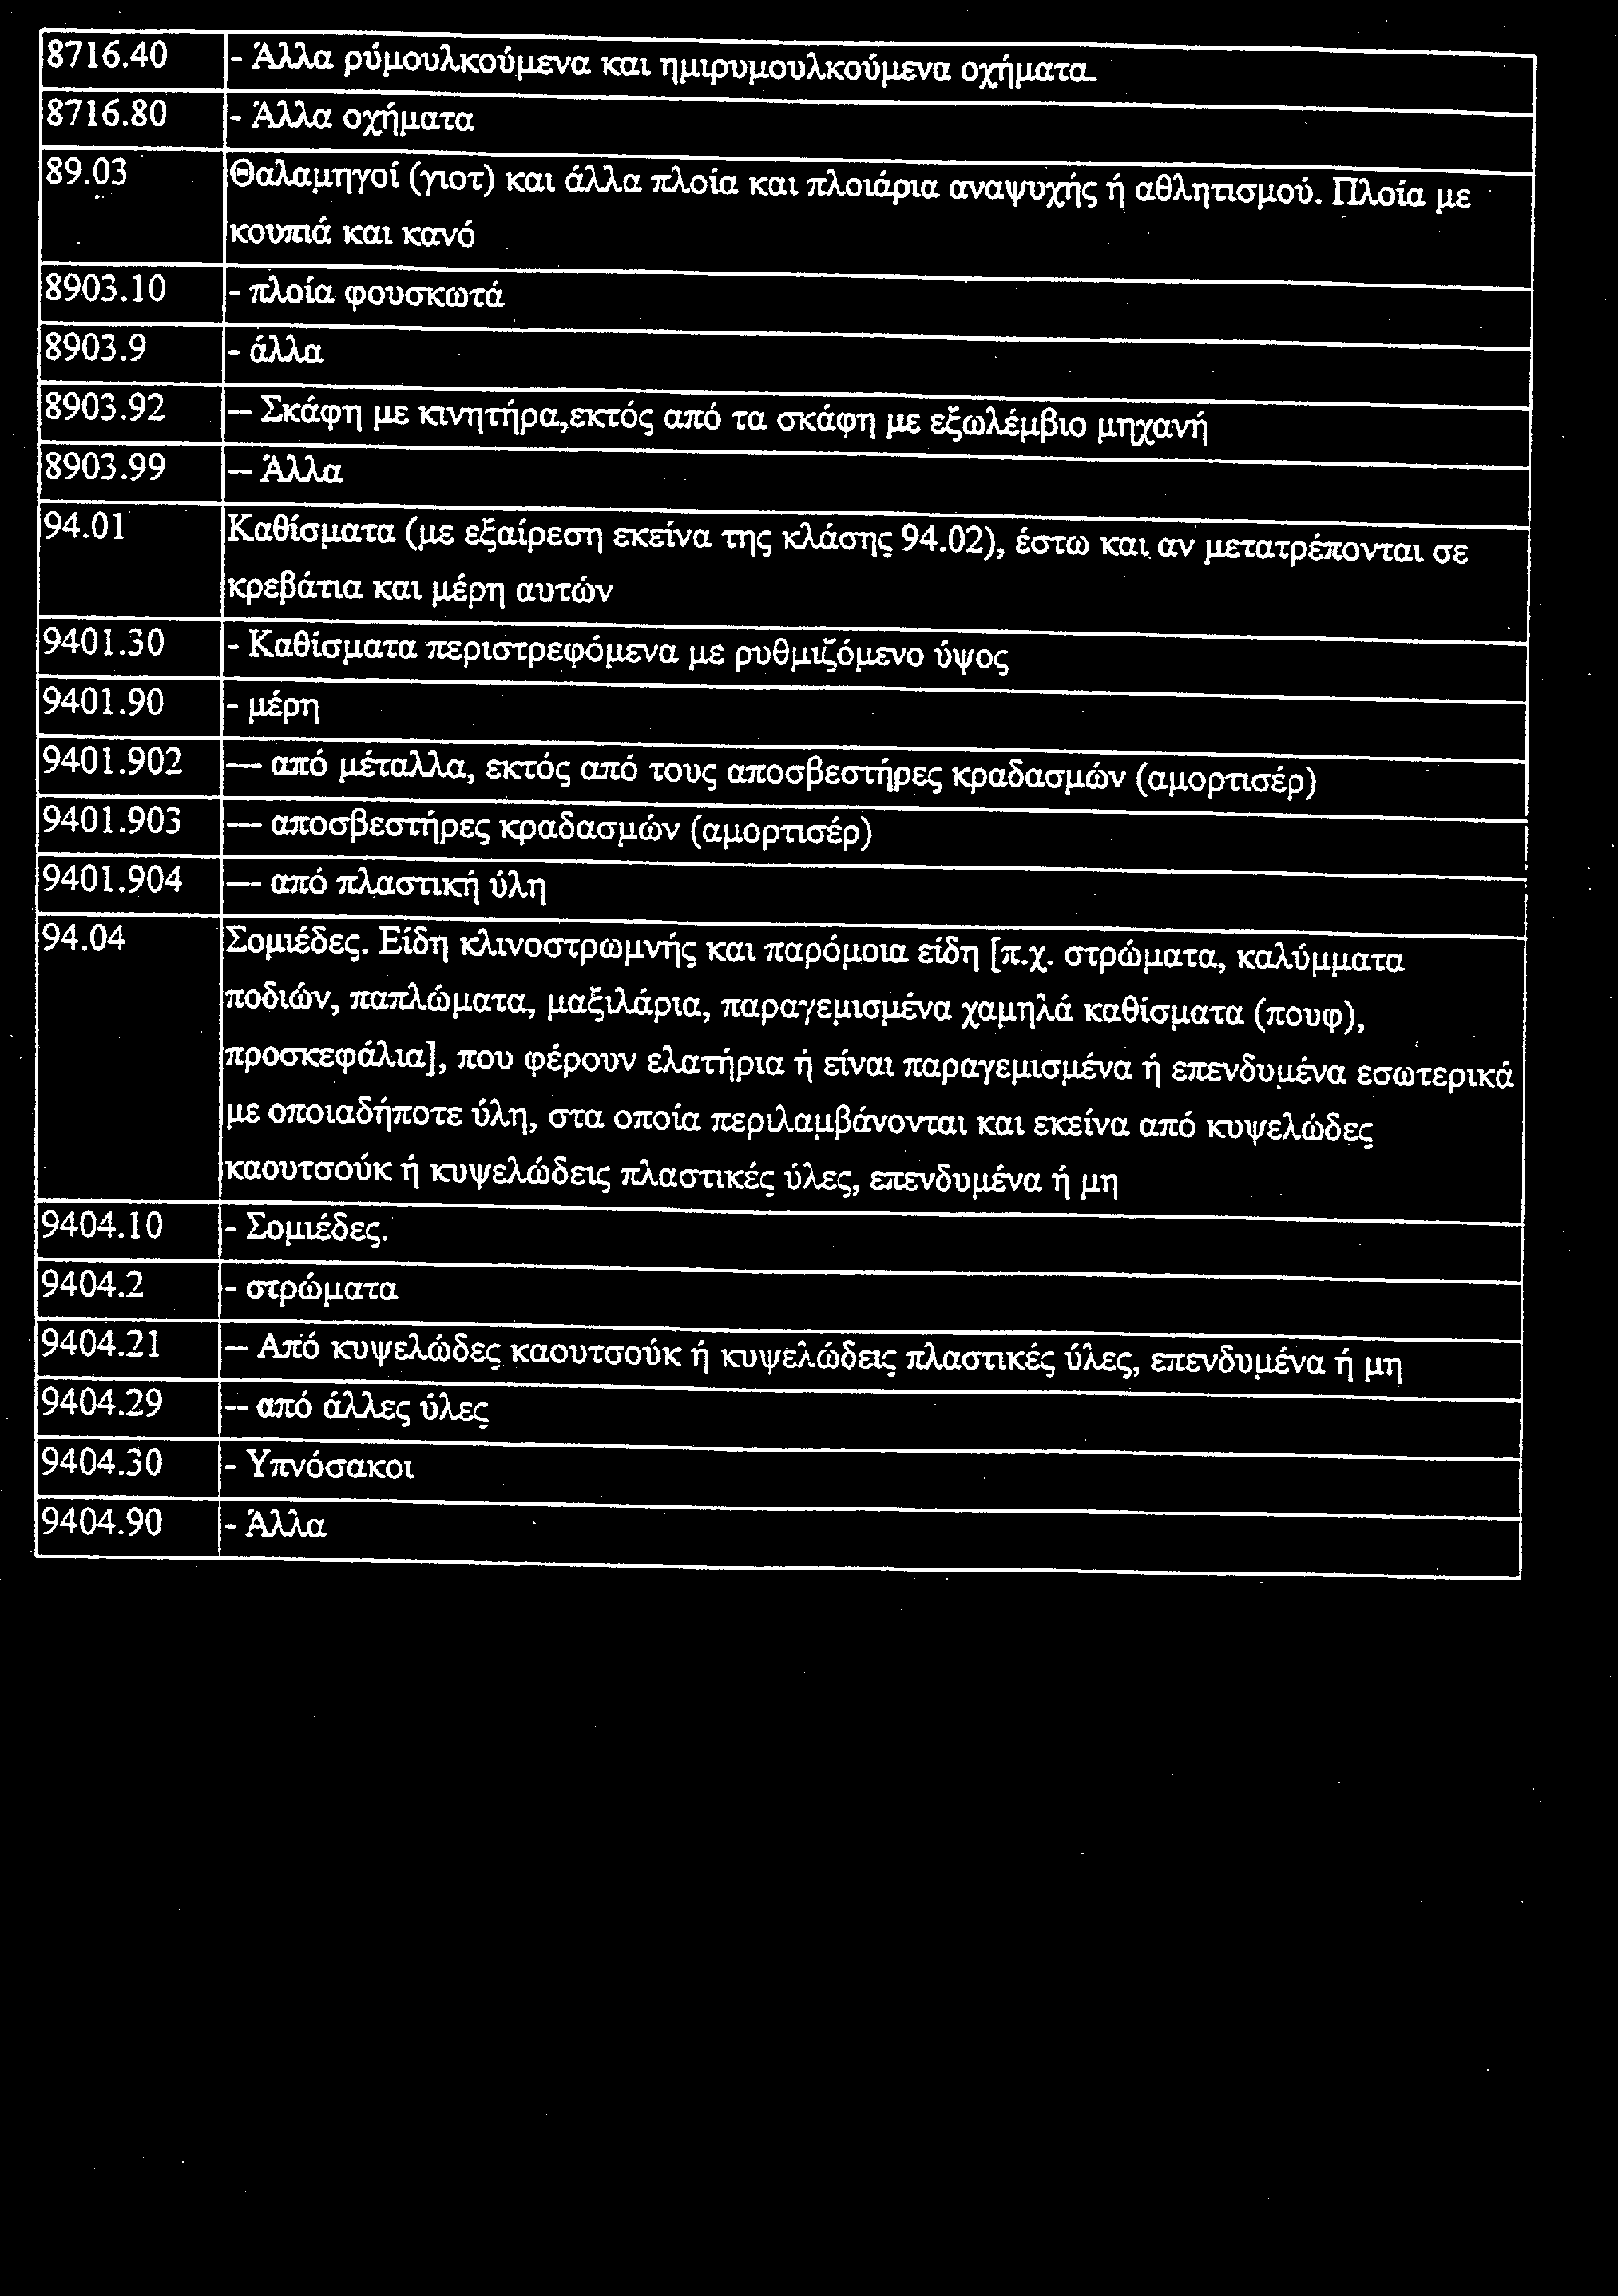 8716.40 - Άλλα ρύμουλκούμενα και ημιρυμουλκούμενα οχήματα.
8716.80 - Άλλα οχήματα
89.03 Θαλαμηγοί (γιοτ) και άλλα πλοία και πλοιάρια αναψυχής ή αθλητισμού. Πλοία με
κουπιά και κανό
8903.10 - πλοία φουσκωτά
8903.9 - άλλα
8903.92 -- Σκάφη με κινητήρα,εκτός από τα σκάφη με εξωλέμβιο μηχανή
8903.99 -- Άλλα
94.01 Καθίσματα (με εξαίρεση εκείνα της κλάσης 94.02), έστω και αν μετατρέπονται σε
κρεβάτια και μέρη αυτών
9401.30 - Καθίσματα περιστρεφόμενα με ρυθμιζόμενο ύψος
9401.90 - μέρη
9401.902 --- από μέταλλα, εκτός από τους αποσβεστήρες κραδασμών (αμορτισέρ)
9401.903 --- αποσβεστήρες κραδασμών (αμορτισέρ)
9401.904 --- από πλαστική ύλη
94.04 Σομιέδες. Είδη κλινοστρωμνής και παρόμοια είδη [π.χ. στρώματα, καλύμματα
ποδιών, παπλώματα, μαξιλάρια, παραγεμισμένα χαμηλά καθίσματα (πουφ),
προσκεφάλια], που φέρουν ελατήρια ή είναι παραγεμισμένα ή επενδυμένα εσωτερικά
με οποιαδήποτε ύλη, στα οποία περιλαμβάνονται και εκείνα από κυψελώδες
καουτσούκ ή κυψελώδεις πλαστικές ύλες, επενδυμένα ή μη
9404.10 - Σομιέδες.
9404.2 - στρώματα
9404.21 -- Από κυψελώδες καουτσούκ ή κυψελώδεις πλαστικές ύλες, επενδυμένα ή μη
9404.29 -- από άλλες ύλες
9404.30 - Υπνόσακοι
9404.90 - Άλλα